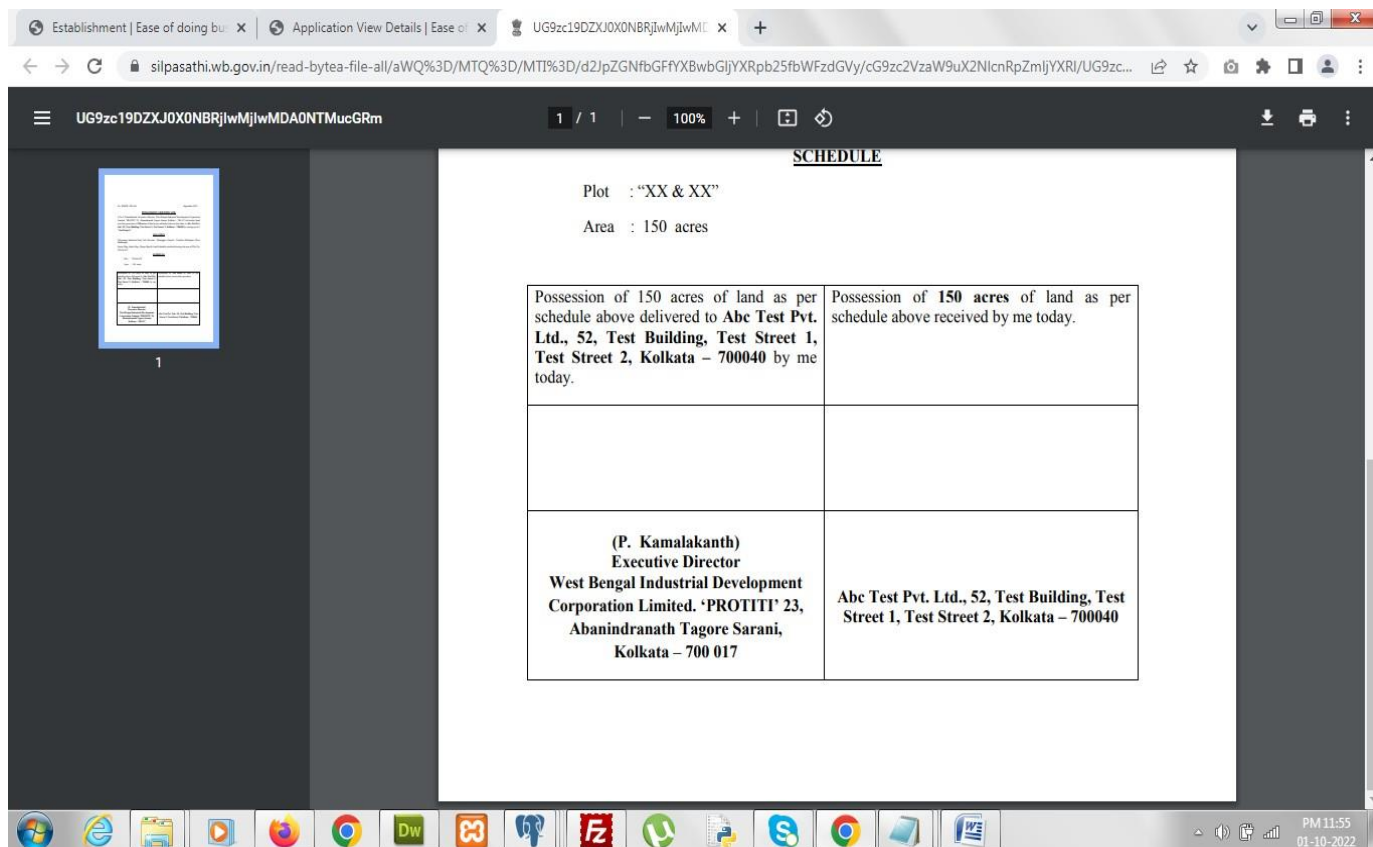 Establishment | Ease of doing bu
Application View Details | Ease of
UG9zc19DZXJ0X0NBRjIwMjIwMD
silpasathi.wb.gov.in/read-bytea-file-all/aWQ%3D/MTQ%3D/MTI%3D/d2JpZGNfbGFfYXBwbGljYXRpb25fbWFzdGVy/cG9zc2VzaW9uX2NlcnRpZmljYXRl/UG9zc...
UG9zc19DZXJ0X0NBRjIwMjIwMDA0NTMucGRm
1 / 1
100%
1
SCHEDULE
Plot : “XX & XX”
Area : 150 acres
Possession of 150 acres of land as per
schedule above delivered to Abc Test Pvt.
Ltd., 52, Test Building, Test Street 1,
Test Street 2, Kolkata – 700040 by me
today.
Possession of 150 acres of land as per
schedule above received by me today.
(P. Kamalakanth)
Executive Director
West Bengal Industrial Development
Corporation Limited. ‘PROTITI’ 23,
Abanindranath Tagore Sarani,
Kolkata – 700 017
Abc Test Pvt. Ltd., 52, Test Building, Test
Street 1, Test Street 2, Kolkata – 700040
Dw
PM 11:55
01-10-2022